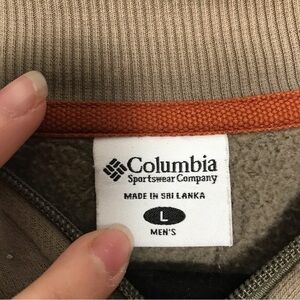 Columbia
Sportswear Company
MADE IN SRI LANKA
L
MEN'S